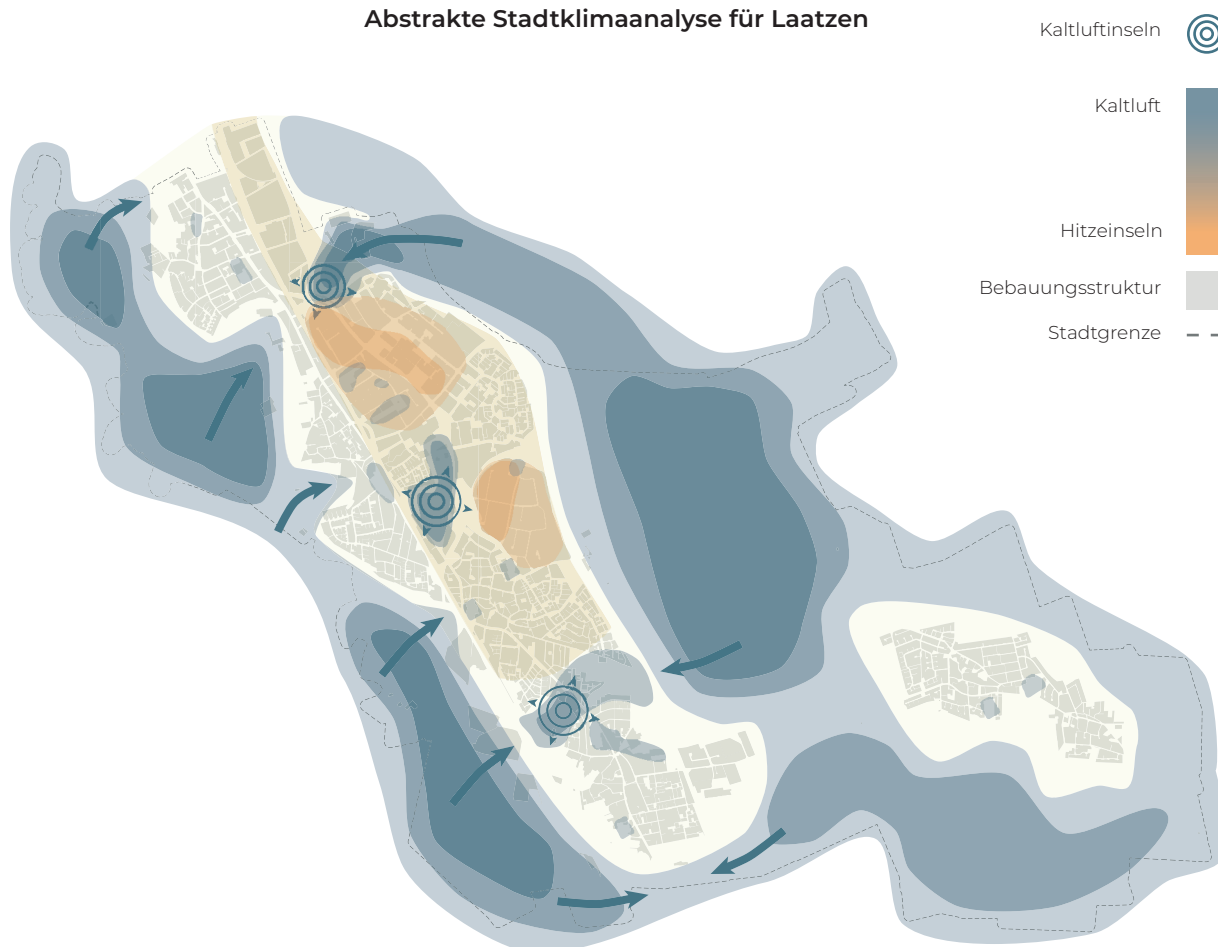 Abstrakte Stadtklimaanalyse für Laatzen
Kaltluftinseln
Kaltluft
Hitzeinseln
Bebauungsstruktur
Stadtgrenze